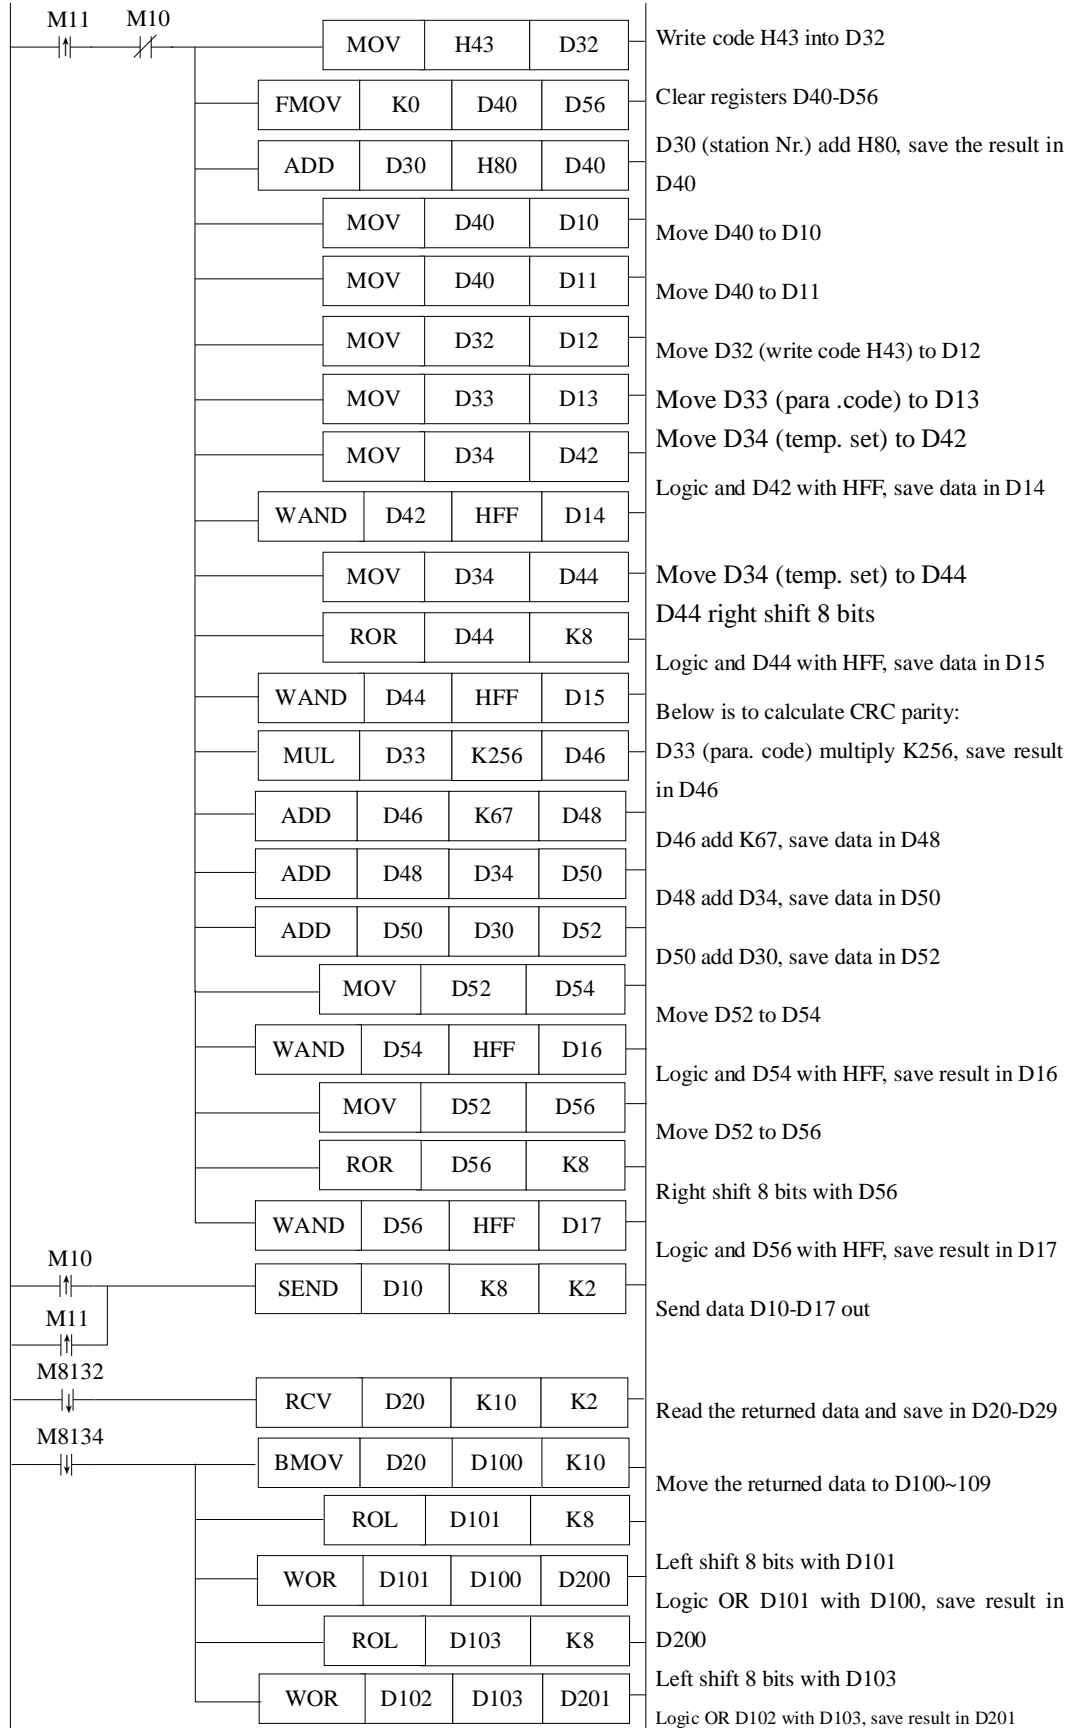 M11 M10
MOV H43 D32 Write code H43 into D32
FMOV K0 D40 D56 Clear registers D40-D56
ADD D30 H80 D40 D30 (station Nr.) add H80, save the result in
D40
MOV D40 D10 Move D40 to D10
MOV D40 D11 Move D40 to D11
MOV D32 D12 Move D32 (write code H43) to D12
MOV D33 D13 Move D33 (para .code) to D13
MOV D34 D42 Move D34 (temp. set) to D42
WAND D42 HFF D14 Logic and D42 with HFF, save data in D14
MOV D34 D44 Move D34 (temp. set) to D44
ROR D44 K8 D44 right shift 8 bits
WAND D44 HFF D15 Logic and D44 with HFF, save data in D15
Below is to calculate CRC parity:
MUL D33 K256 D46 D33 (para. code) multiply K256, save result
in D46
ADD D46 K67 D48 D46 add K67, save data in D48
ADD D48 D34 D50 D48 add D34, save data in D50
ADD D50 D30 D52 D50 add D30, save data in D52
MOV D52 D54 Move D52 to D54
WAND D54 HFF D16 Logic and D54 with HFF, save result in D16
MOV D52 D56 Move D52 to D56
ROR D56 K8 Right shift 8 bits with D56
WAND D56 HFF D17 Logic and D56 with HFF, save result in D17
M10
SEND D10 K8 K2 Send data D10-D17 out
M11
M8132
RCV D20 K10 K2 Read the returned data and save in D20-D29
M8134
BMOV D20 D100 K10 Move the returned data to D100~109
ROL D101 K8 Left shift 8 bits with D101
WOR D101 D100 D200 Logic OR D101 with D100, save result in
D200
ROL D103 K8 Left shift 8 bits with D103
WOR D102 D103 D201 Logic OR D102 with D103, save result in D201